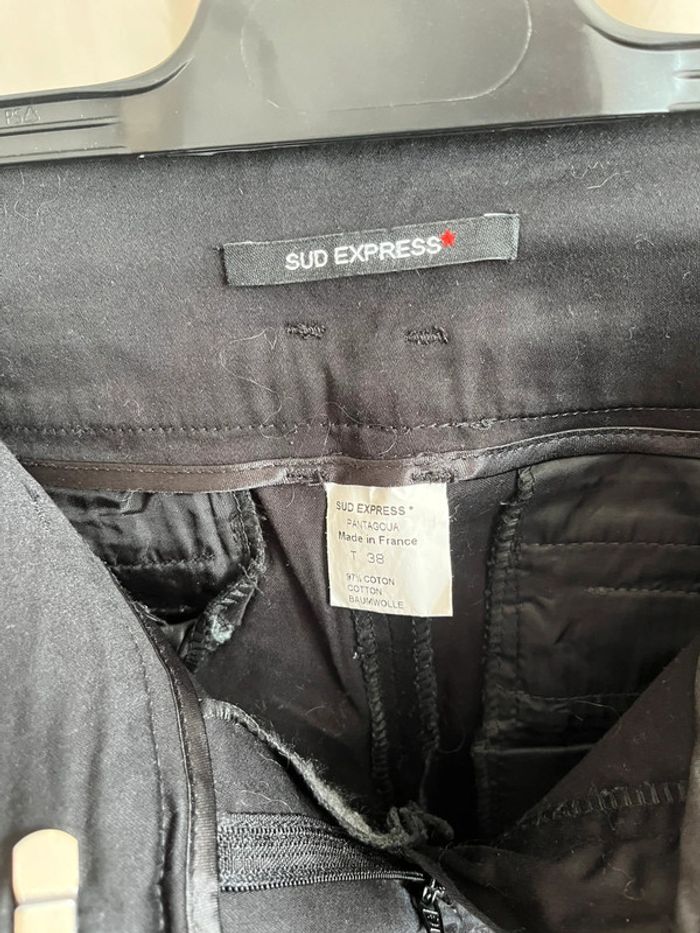 SUD EXPRESS*
SUD EXPRESS *
PANTAGOUA
Made in France
T 38
97% COTON
COTTON
BAUMWOLLE